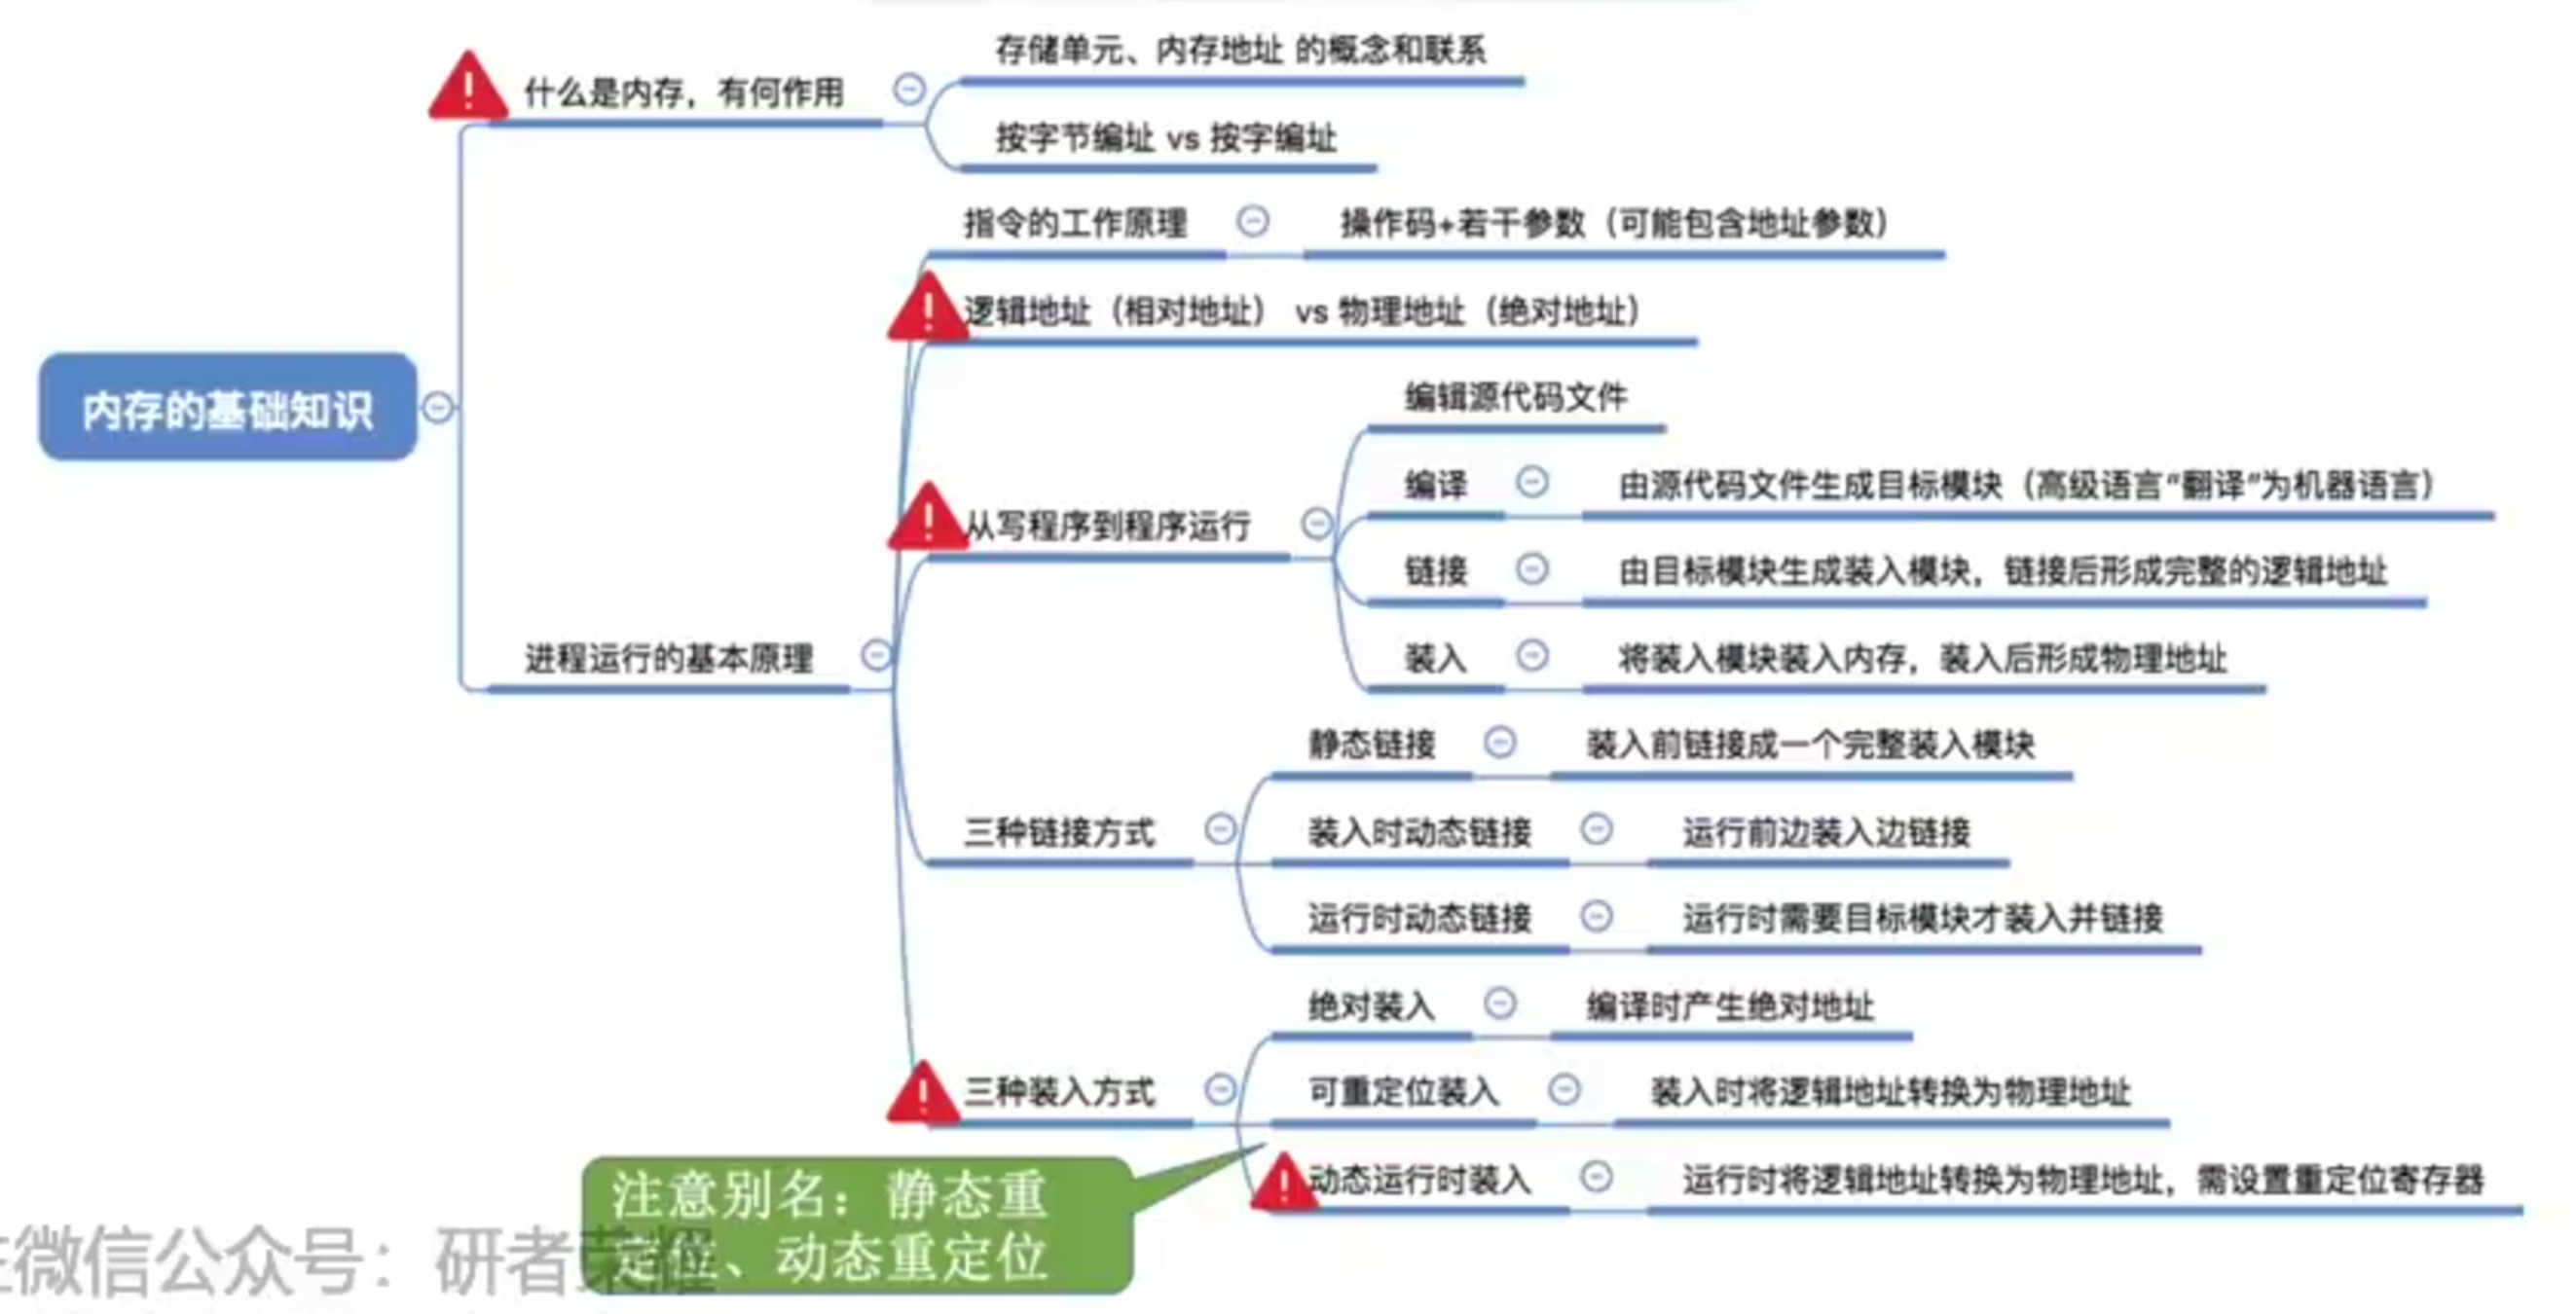 存储单元、内存地址 的概念和联系
什么是内存，有何作用
按字节编址 vs 按字编址
指令的工作原理
操作码+若干参数（可能包含地址参数）
逻辑地址（相对地址） vs 物理地址（绝对地址）
内存的基础知识
编辑源代码文件
编译
由源代码文件生成目标模块（高级语言“翻译”为机器语言）
从写程序到程序运行
链接
由目标模块生成装入模块，链接后形成完整的逻辑地址
装入
将装入模块装入内存，装入后形成物理地址
进程运行的基本原理
静态链接
装入前链接成一个完整装入模块
三种链接方式
装入时动态链接
运行前边装入边链接
运行时动态链接
运行时需要目标模块才装入并链接
绝对装入
编译时产生绝对地址
三种装入方式
可重定位装入
装入时将逻辑地址转换为物理地址
动态运行时装入
运行时将逻辑地址转换为物理地址，需设置重定位寄存器
注意别名：静态重
定位、动态重定位
微信公众号：研者荣耀